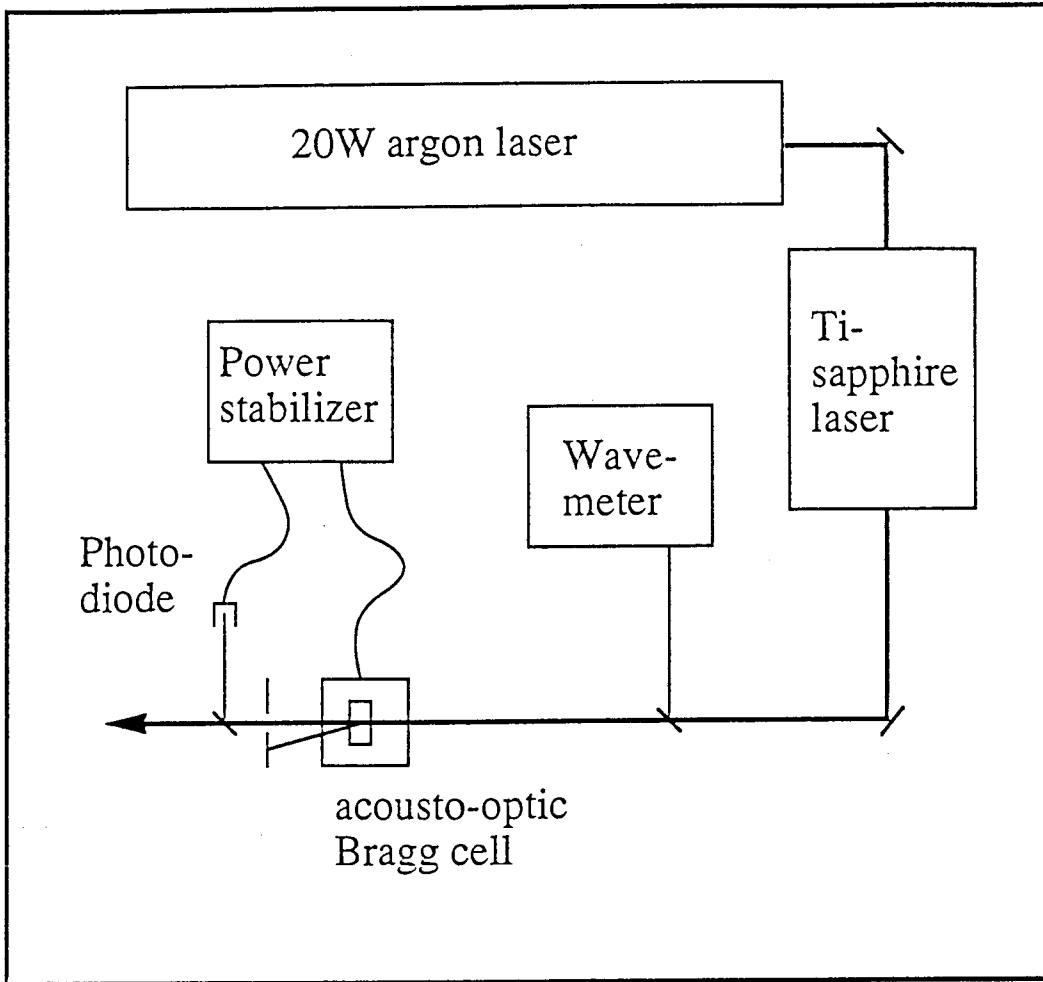 20W argon laser
Ti-
sapphire
laser
Power
stabilizer
Wave-
meter
Photo-
diode
acousto-optic
Bragg cell